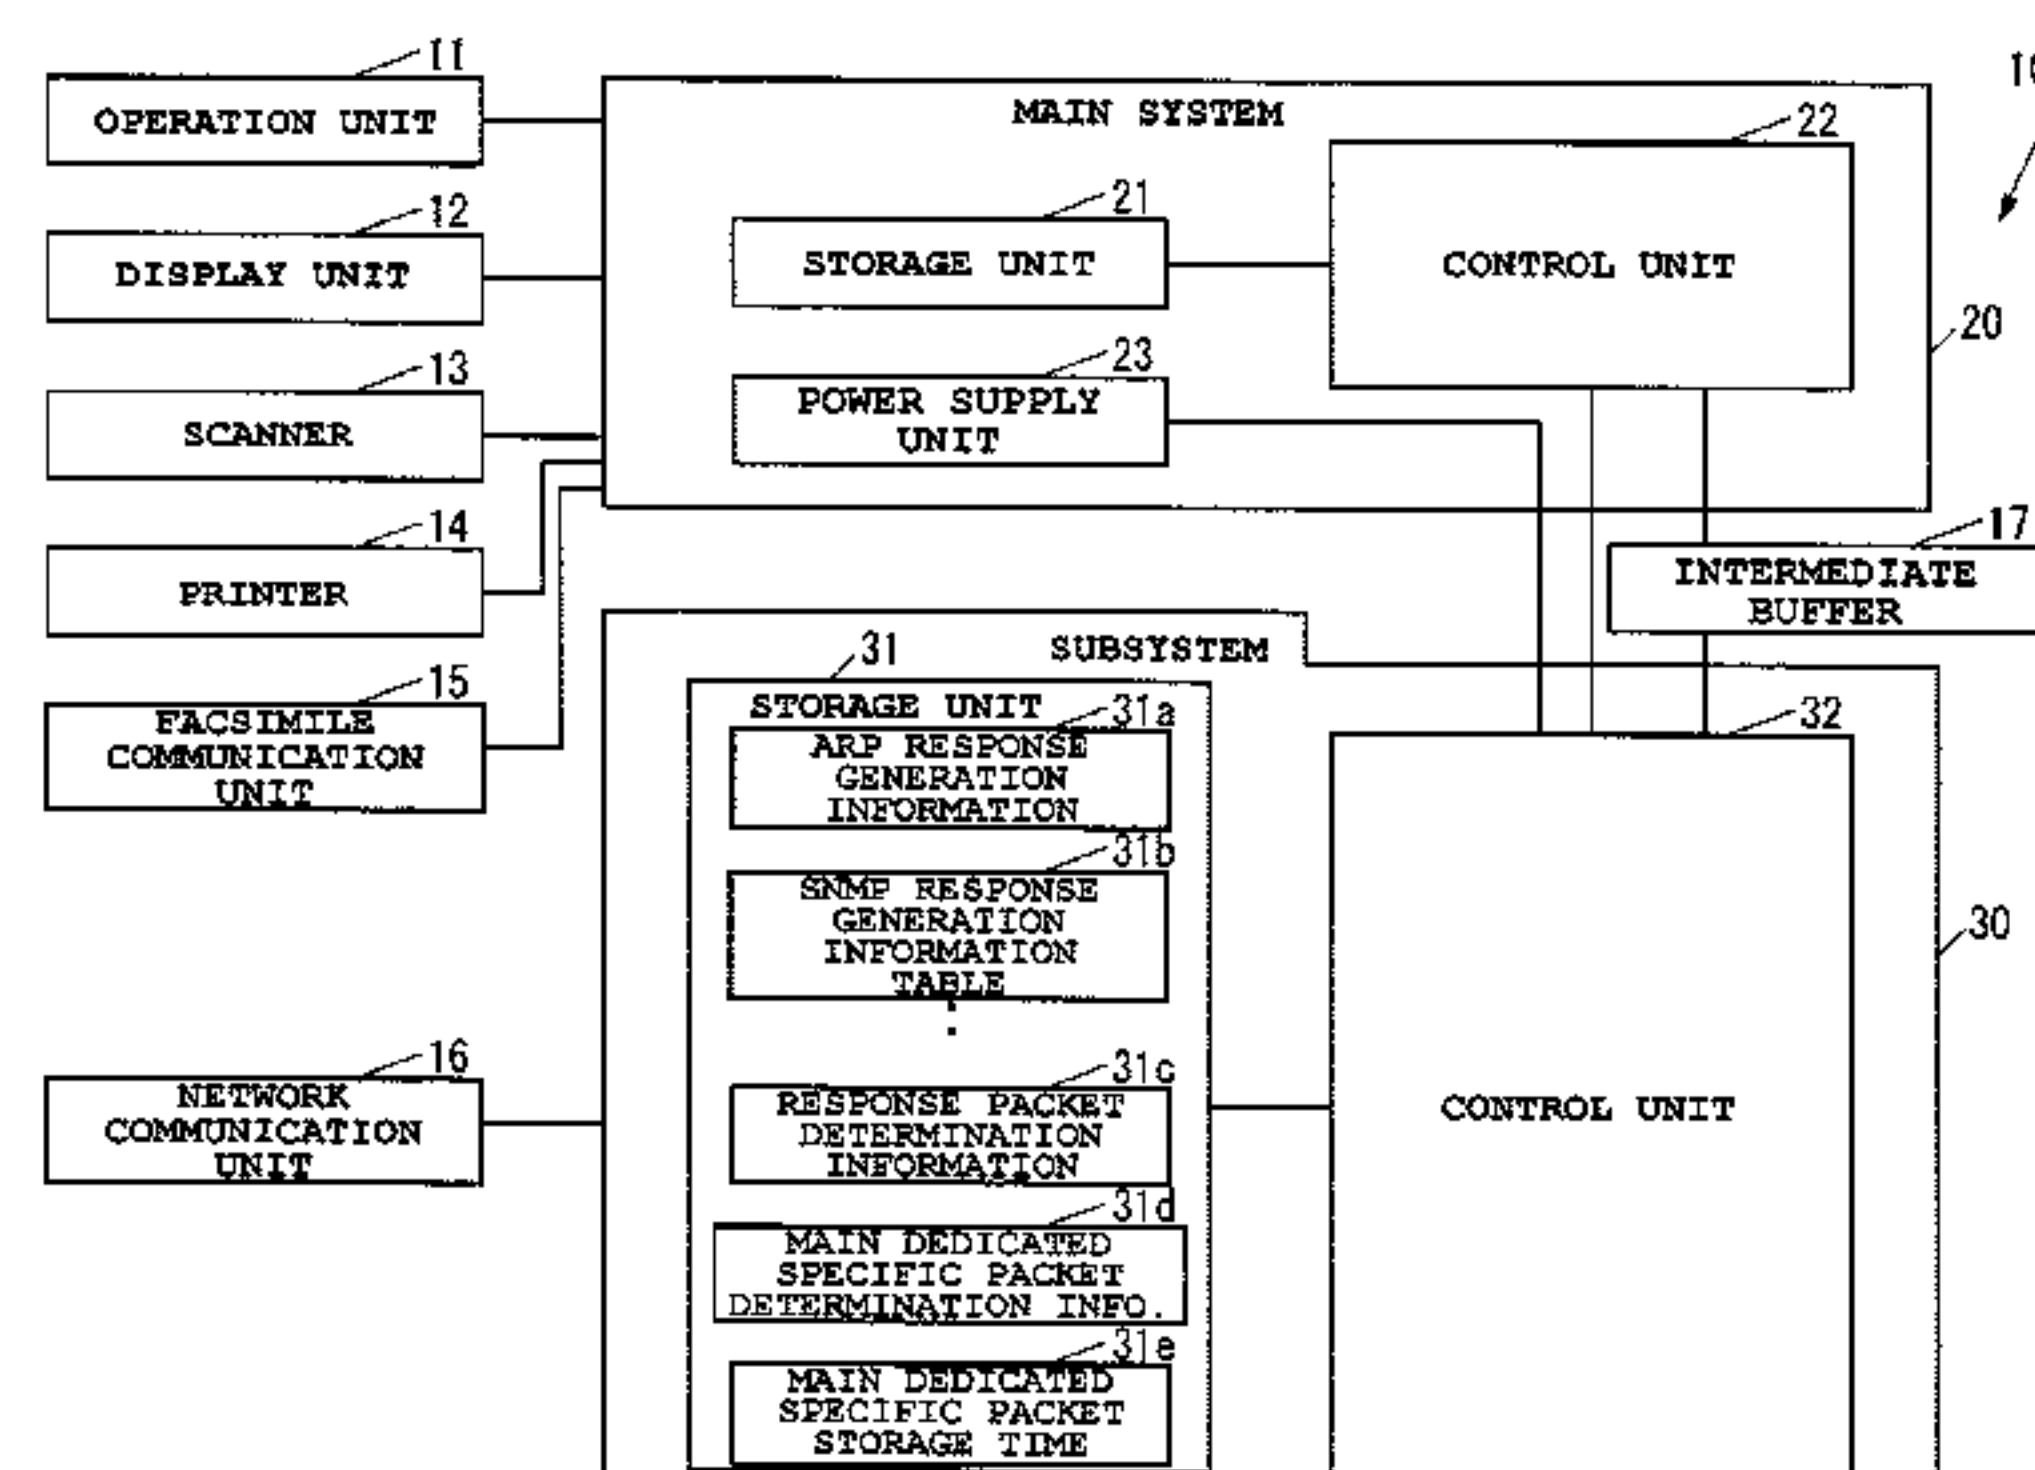 11
OPERATION UNIT
12
DISPLAY UNIT
13
SCANNER
14
PRINTER
15
FACSIMILE
COMMUNICATION
UNIT
16
NETWORK
COMMUNICATION
UNIT
MAIN SYSTEM
22
21
STORAGE UNIT
CONTROL UNIT
20
23
POWER SUPPLY
UNIT
17
INTERMEDIATE
BUFFER
SUBSYSTEM
31
STORAGE UNIT
31a
ARP RESPONSE
GENERATION
INFORMATION
31b
SNMP RESPONSE
GENERATION
INFORMATION
TABLE
31c
RESPONSE PACKET
DETERMINATION
INFORMATION
31d
MAIN DEDICATED
SPECIFIC PACKET
DETERMINATION INFO.
31e
MAIN DEDICATED
SPECIFIC PACKET
STORAGE TIME
32
CONTROL UNIT
30